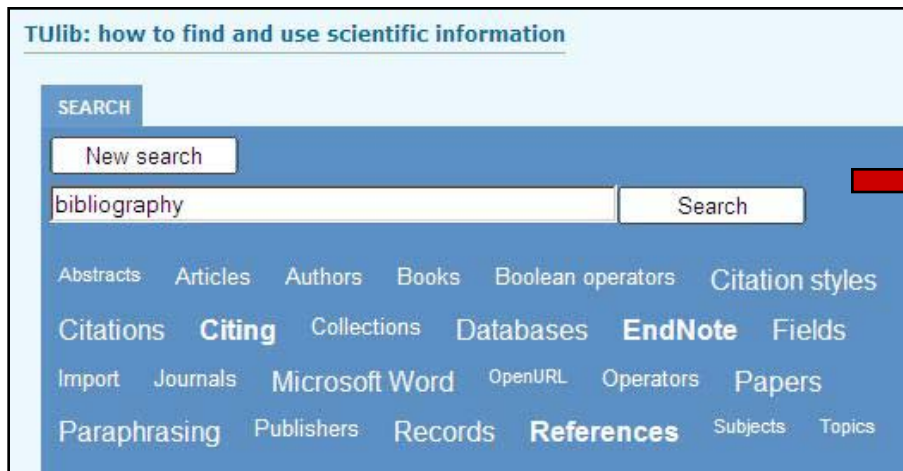 TUlib: how to find and use scientific information
SEARCH
New search
bibliography Search
Abstracts Articles Authors Books Boolean operators Citation styles
Citations Citing Collections Databases EndNote Fields
Import Journals Microsoft Word OpenURL Operators Papers
Paraphrasing Publishers Records References Subjects Topics